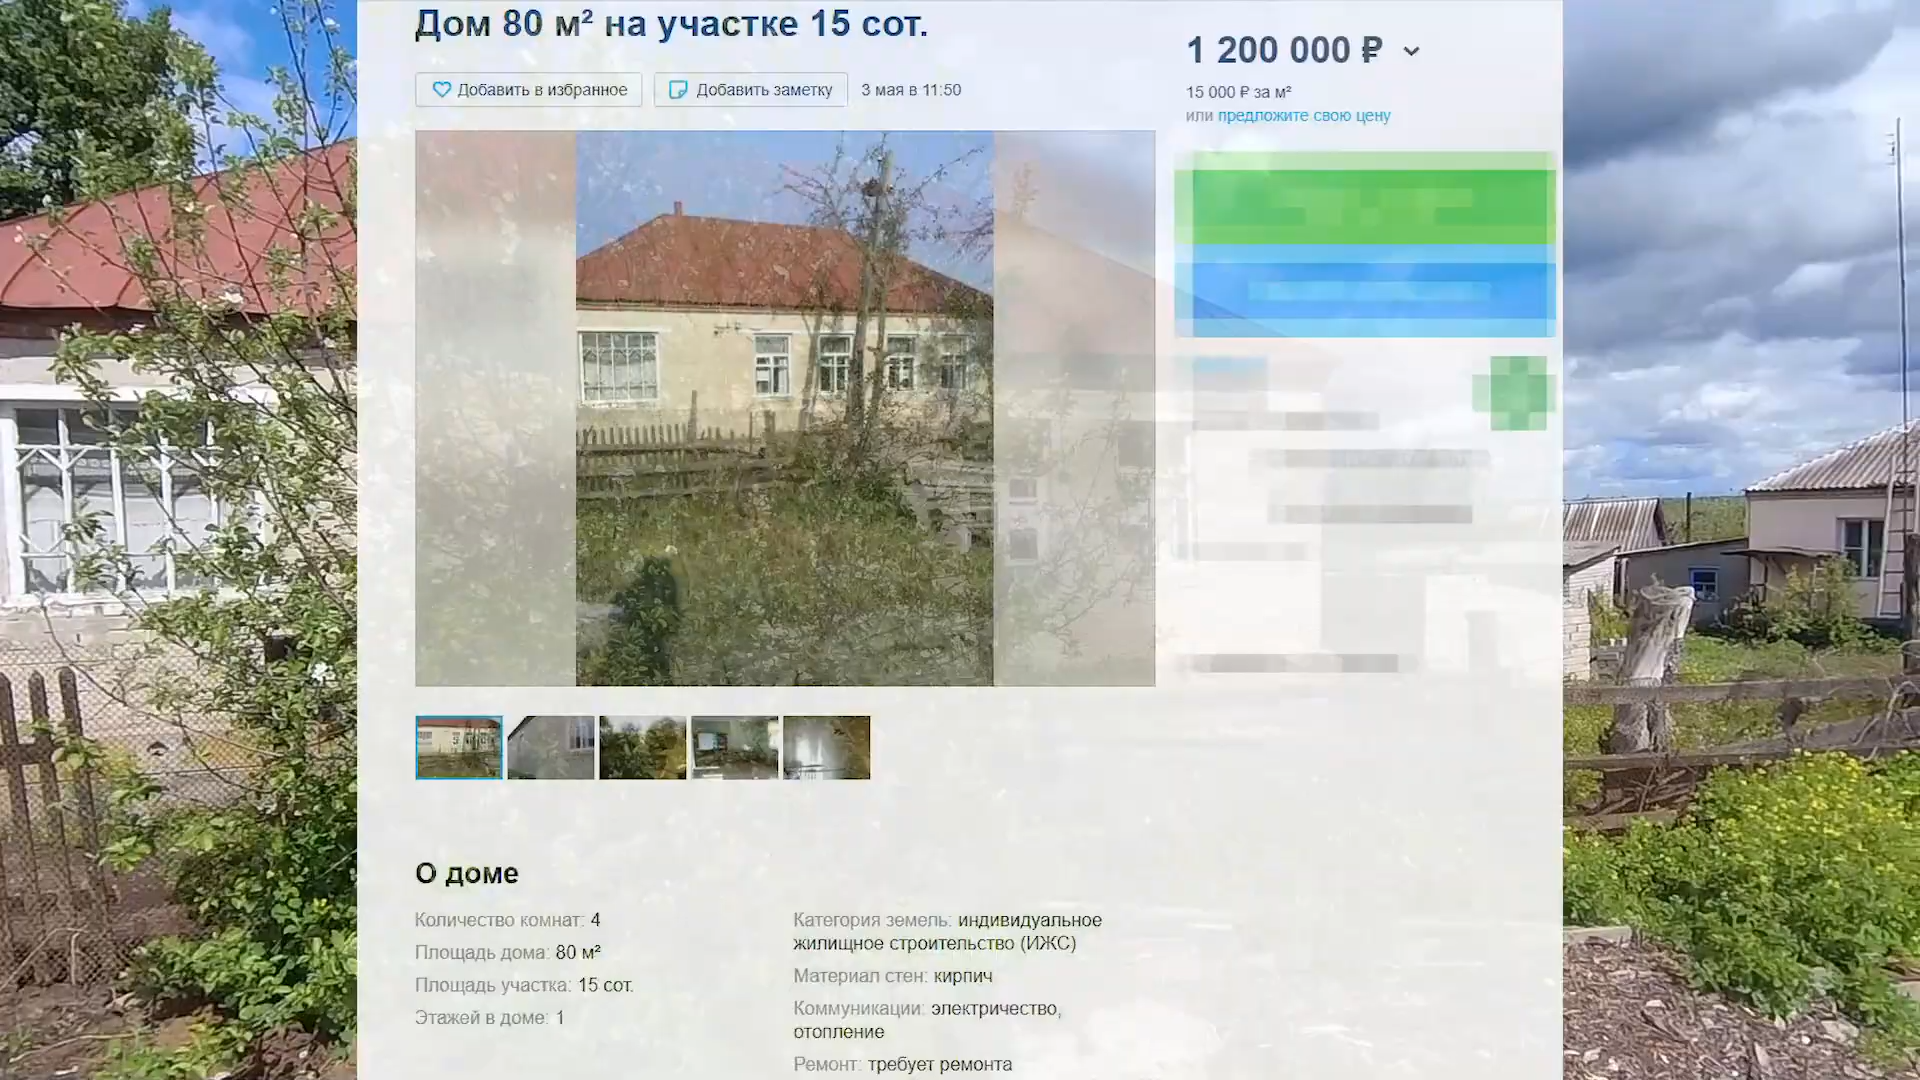 Дом 80 м² на участке 15 сот.
Добавить в избранное
Добавить заметку
3 мая в 11:50
1 200 000 ₽
15 000 ₽ за м²
или предложите свою цену
О доме
Количество комнат: 4
Площадь дома: 80 м²
Площадь участка: 15 сот.
Этажей в доме: 1
Категория земель: индивидуальное
жилищное строительство (ИЖС)
Материал стен: кирпич
Коммуникации: электричество,
отопление
Ремонт: требует ремонта